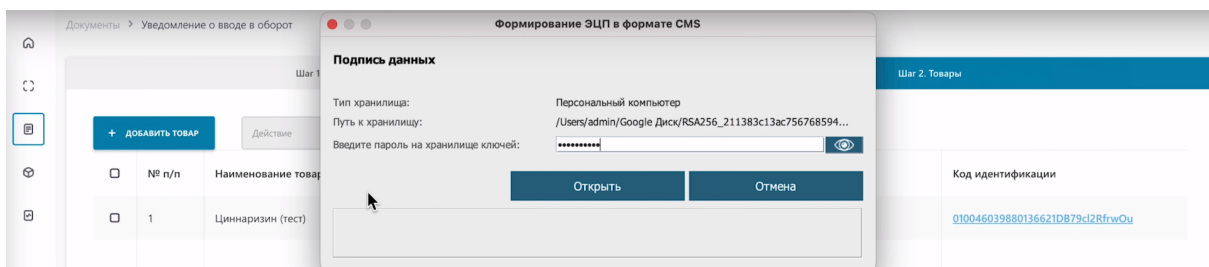 Документы > Уведомление о вводе в оборот
Формирование ЭЦП в формате CMS
Подпись данных
Шаг 1
Шаг 2. Товары
Тип хранилища: Персональный компьютер
Путь к хранилищу: /Users/admin/Google Диск/RSA256_211383c13ac756768594...
Введите пароль на хранилище ключей: ••••••••••
+ ДОБАВИТЬ ТОВАР
Действие
Открыть
Отмена
№ п/п
Наименование товар
Код идентификации
1
Циннаризин (тест)
010046039880136621DB79cl2RfrwOu